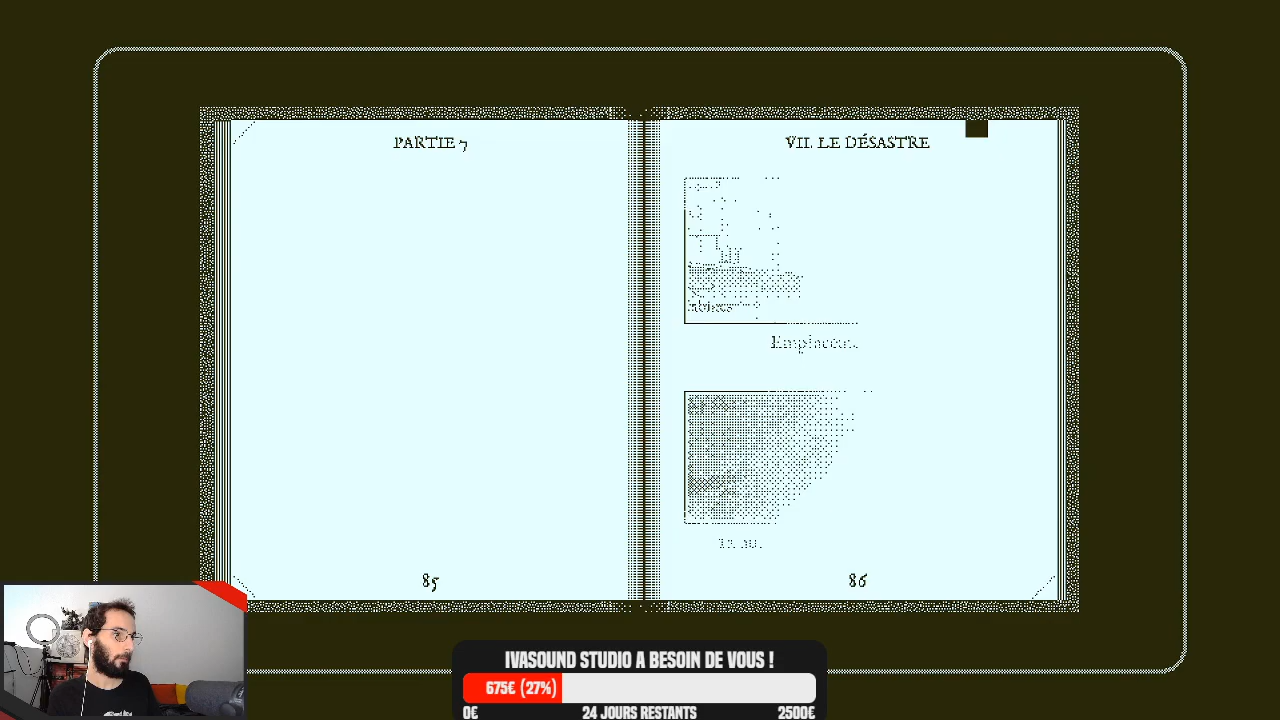 PARTIE 7
VII. LE DÉSASTRE
85
86
IVASOUND STUDIO A BESOIN DE VOUS !
675€ (27%)
0€
24 JOURS RESTANTS
2500€